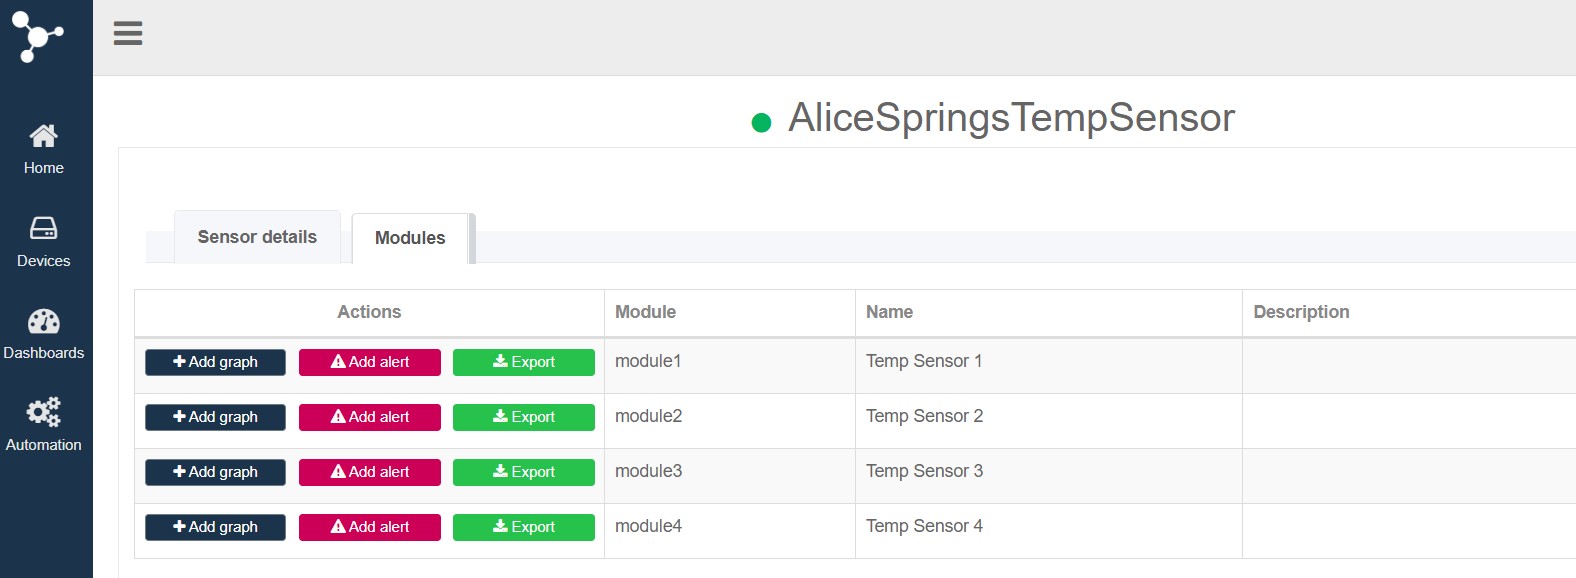 AliceSpringsTempSensor
Home
Devices
Dashboards
Automation
Sensor details Modules
Actions Module Name Description
Add graph Add alert Export module1 Temp Sensor 1
Add graph Add alert Export module2 Temp Sensor 2
Add graph Add alert Export module3 Temp Sensor 3
Add graph Add alert Export module4 Temp Sensor 4